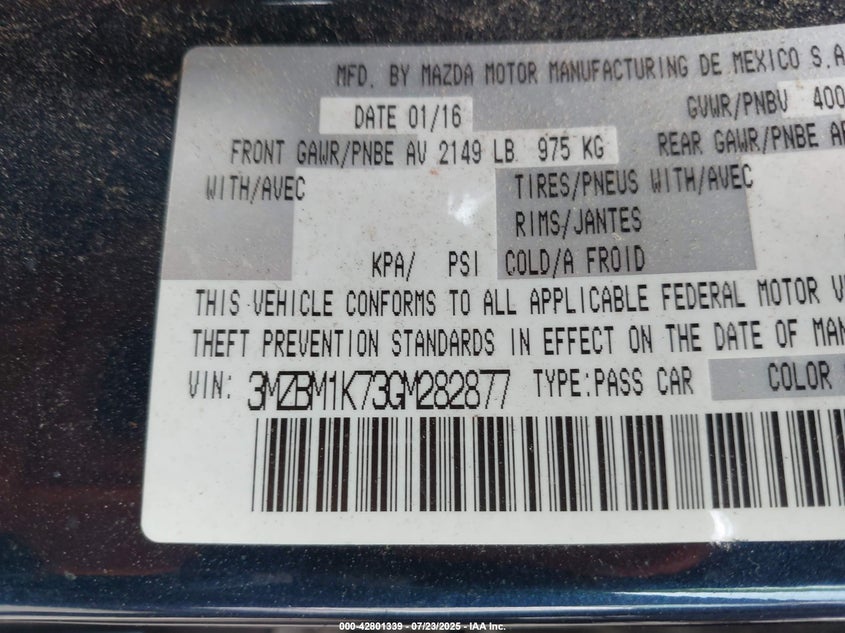 MFD. BY MAZDA MOTOR MANUFACTURING DE MEXICO S.A
DATE 01/16 GVWR/PNBV 400
FRONT GAWR/PNBE AV 2149 LB 975 KG REAR GAWR/PNBE AR
WITH/AVEC TIRES/PNEUS WITH/AVEC
RIMS/JANTES
KPA/ PSI COLD/A FROID
THIS VEHICLE CONFORMS TO ALL APPLICABLE FEDERAL MOTOR
THEFT PREVENTION STANDARDS IN EFFECT ON THE DATE OF MAN
VIN: 3MZBM1K73GM282877 TYPE:PASS CAR COLOR
000-42801339 - 07/23/2025 - IAA Inc.